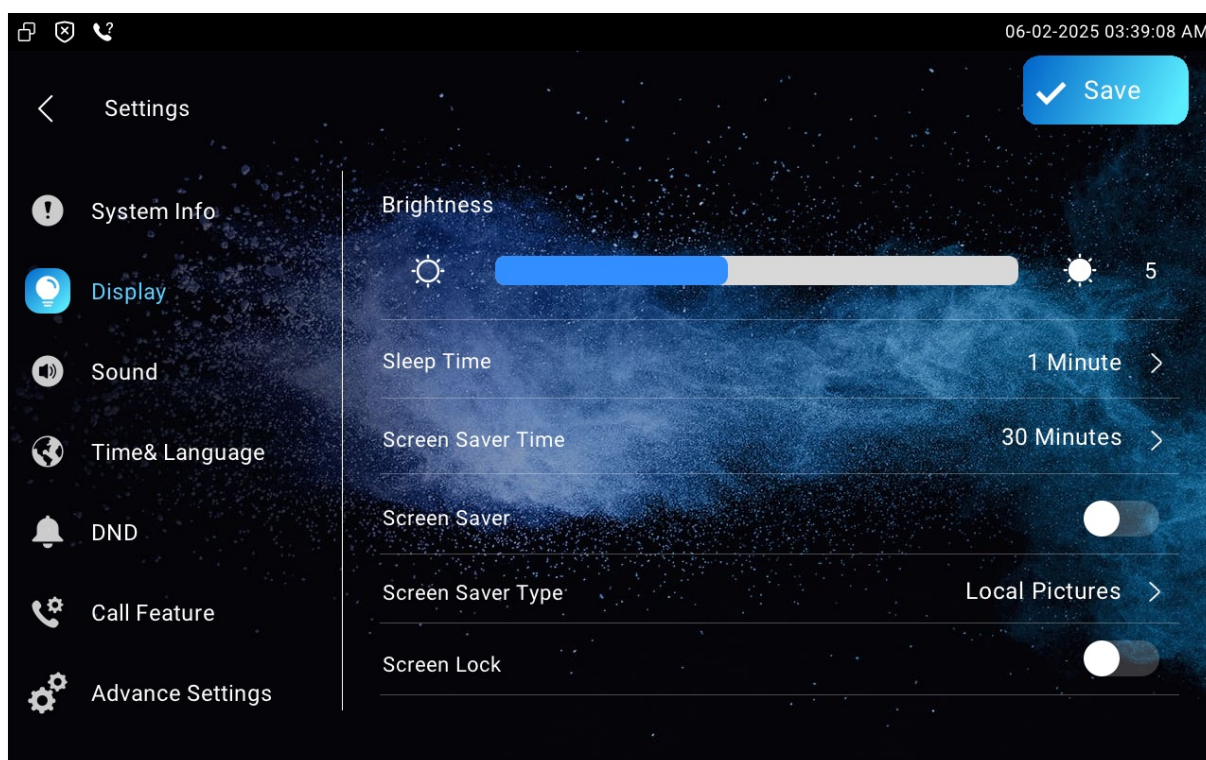 06-02-2025 03:39:08 AM
Settings
Save
System Info
Display
Sound
Time& Language
DND
Call Feature
Advance Settings
Brightness
5
Sleep Time
1 Minute
Screen Saver Time
30 Minutes
Screen Saver
Screen Saver Type
Local Pictures
Screen Lock